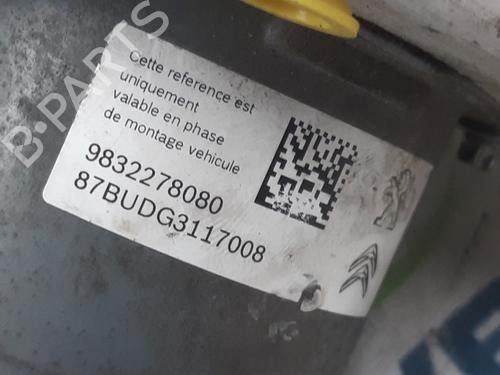 B-PARTS
Cette reference est
uniquement
valable en phase
de montage vehicule
9832278080
87BUDG3117008